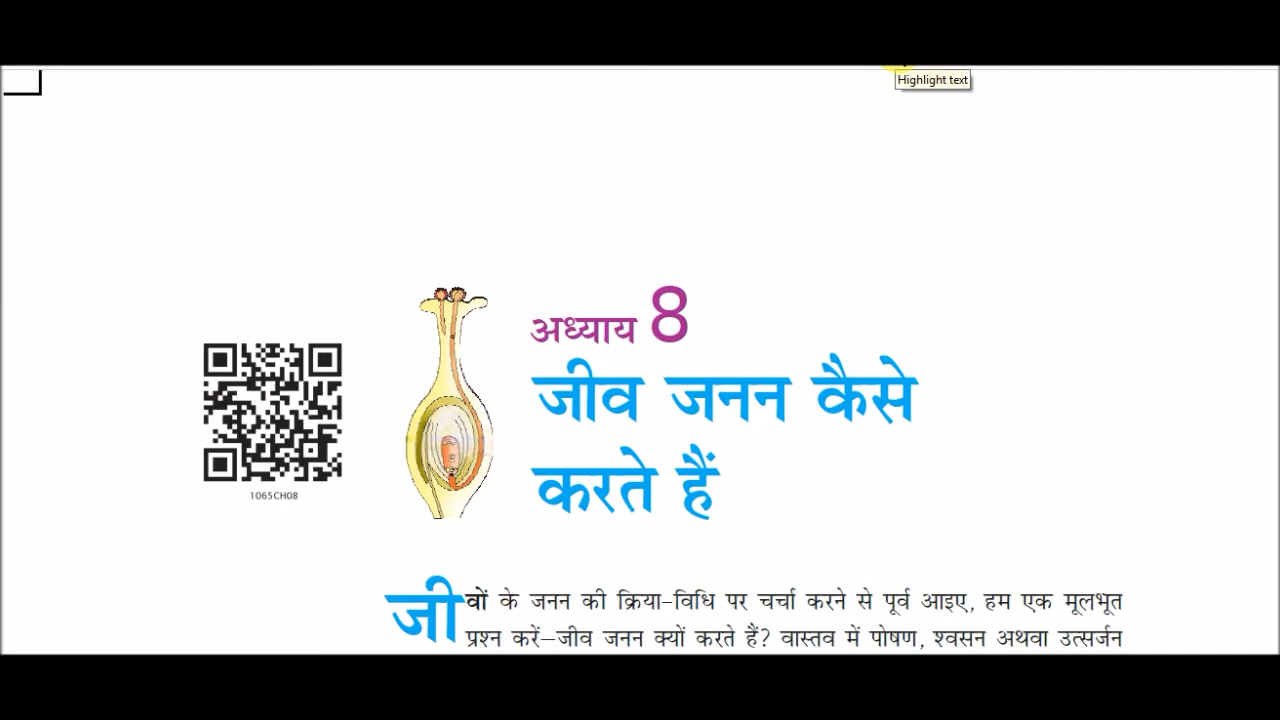 Highlight text
अध्याय 8
जीव जनन कैसे
करते हैं
1065CH08
जीवों के जनन की क्रिया-विधि पर चर्चा करने से पूर्व आइए, हम एक मूलभूत
प्रश्न करें–जीव जनन क्यों करते हैं? वास्तव में पोषण, श्वसन अथवा उत्सर्जन